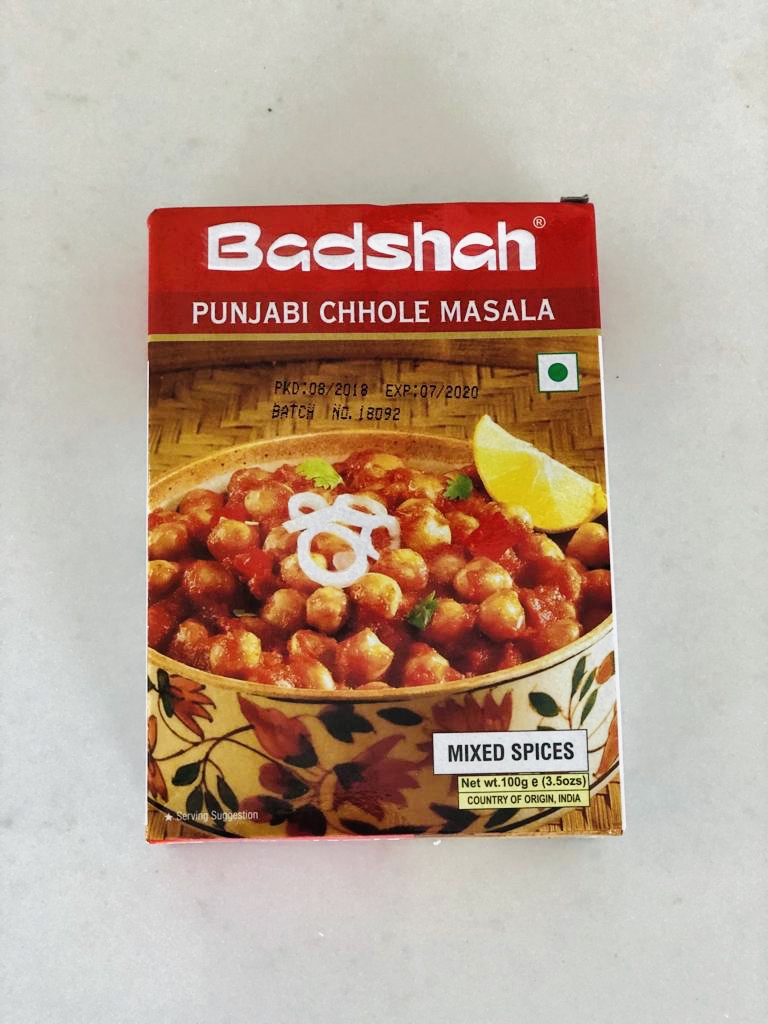 Badshah®
PUNJABI CHHOLE MASALA
PKD:08/2018 EXP:07/2020
BATCH NO. 18092
MIXED SPICES
Net wt.100g e (3.5ozs)
COUNTRY OF ORIGIN, INDIA
★ Serving Suggestion